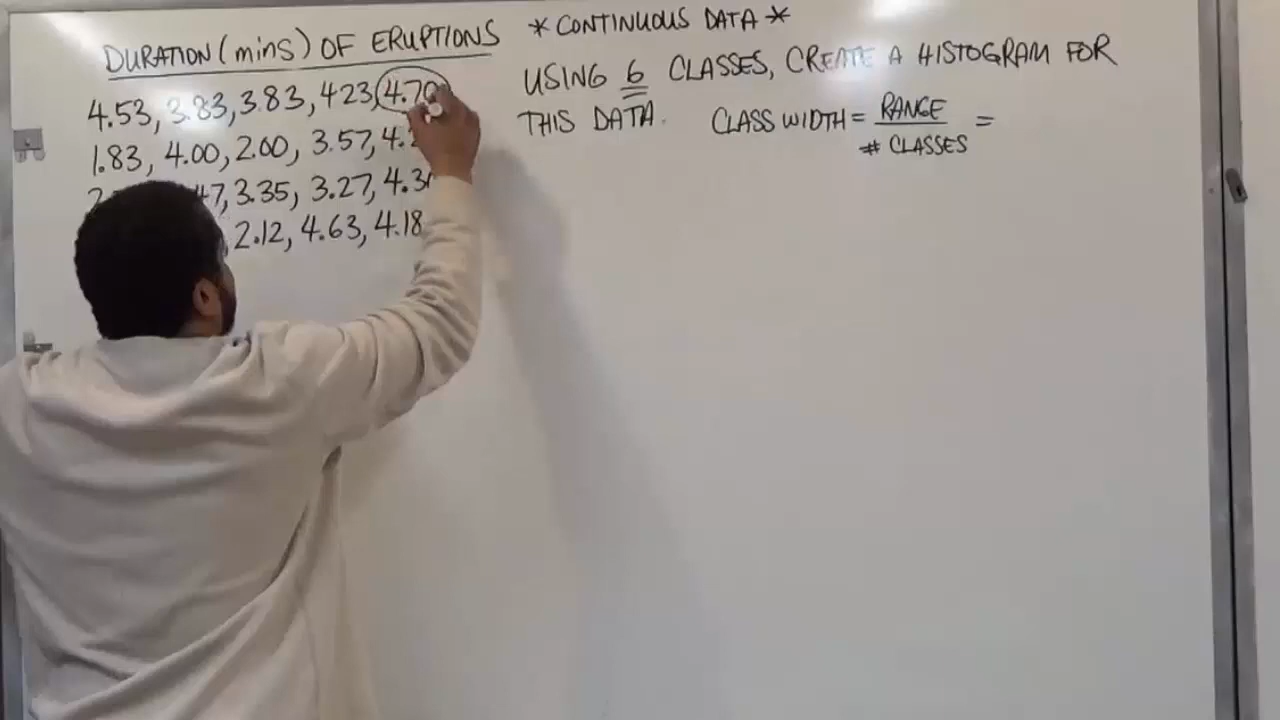 DURATION (mins) OF ERUPTIONS
4.53, 3.83, 3.83, 423, 4.70
1.83, 4.00, 2.00, 3.57,
3.35, 3.27,
2.12, 4.63, 4.18
* CONTINUOUS DATA *
USING 6 CLASSES, CREATE A HISTOGRAM FOR
THIS DATA. CLASS WIDTH = RANGE / # CLASSES =